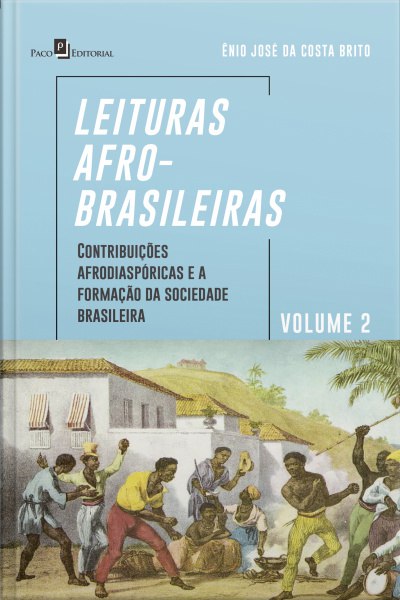 PACO EDITORIAL
ÊNIO JOSÉ DA COSTA BRITO
LEITURAS
AFRO-
BRASILEIRAS
CONTRIBUIÇÕES
AFRODIASPÓRICAS E A
FORMAÇÃO DA SOCIEDADE
BRASILEIRA
VOLUME 2